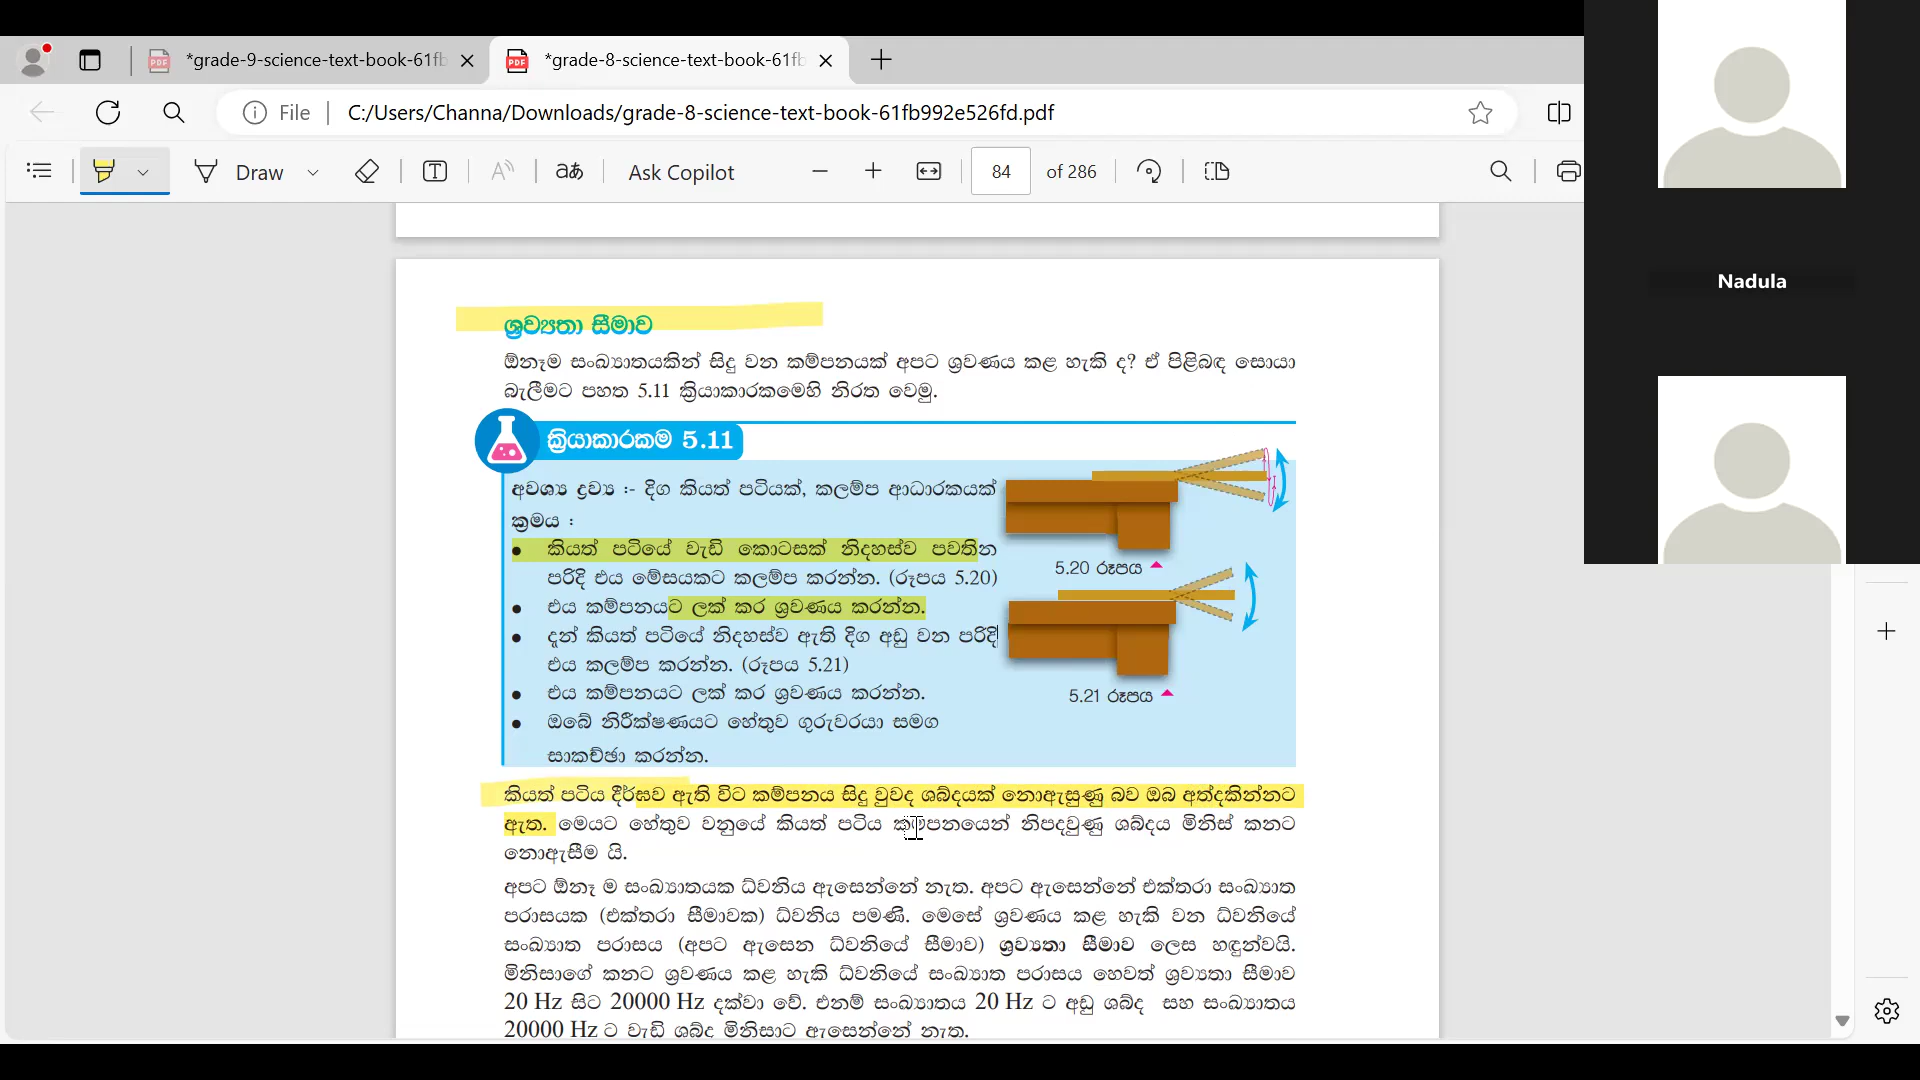 *grade-9-science-text-book-61fb
*grade-8-science-text-book-61fb
File
C:/Users/Channa/Downloads/grade-8-science-text-book-61fb992e526fd.pdf
Draw
Ask Copilot
84 of 286
Nadula
ශ්‍රව්‍යතා සීමාව
ඕනෑම සංඛ්‍යාතයකින් සිදු වන කම්පනයක් අපට ශ්‍රවණය කළ හැකි ද? ඒ පිළිබඳ සොයා
බැලීමට පහත 5.11 ක්‍රියාකාරකමෙහි නිරත වෙමු.
ක්‍රියාකාරකම 5.11
අවශ්‍ය ද්‍රව්‍ය :- දිග කියත් පටියක්, කලම්ප ආධාරකයක්
ක්‍රමය :
• කියත් පටියේ වැඩි කොටසක් නිදහස්ව පවතින
පරිදි එය මේසයකට කලම්ප කරන්න. (රූපය 5.20)
• එය කම්පනයට ලක් කර ශ්‍රවණය කරන්න.
• දැන් කියත් පටියේ නිදහස්ව ඇති දිග අඩු වන පරිදි
එය කලම්ප කරන්න. (රූපය 5.21)
• එය කම්පනයට ලක් කර ශ්‍රවණය කරන්න.
• ඔබේ නිරීක්ෂණයට හේතුව ගුරුවරයා සමග
සාකච්ඡා කරන්න.
5.20 රූපය
5.21 රූපය
කියත් පටිය දීර්ඝව ඇති විට කම්පනය සිදු වුවද ශබ්දයක් නොඇසුණු බව ඔබ අත්දකින්නට
ඇත. මෙයට හේතුව වනුයේ කියත් පටිය කම්පනයෙන් නිපදවුණු ශබ්දය මිනිස් කනට
නොඇසීම යි.
අපට ඕනෑ ම සංඛ්‍යාතයක ධ්වනිය ඇසෙන්නේ නැත. අපට ඇසෙන්නේ එක්තරා සංඛ්‍යාත
පරාසයක (එක්තරා සීමාවක) ධ්වනිය පමණි. මෙසේ ශ්‍රවණය කළ හැකි වන ධ්වනියේ
සංඛ්‍යාත පරාසය (අපට ඇසෙන ධ්වනියේ සීමාව) ශ්‍රව්‍යතා සීමාව ලෙස හඳුන්වයි.
මිනිසාගේ කනට ශ්‍රවණය කළ හැකි ධ්වනියේ සංඛ්‍යාත පරාසය හෙවත් ශ්‍රව්‍යතා සීමාව
20 Hz සිට 20000 Hz දක්වා වේ. එනම් සංඛ්‍යාතය 20 Hz ට අඩු ශබ්ද සහ සංඛ්‍යාතය
20000 Hz ට වැඩි ශබ්ද මිනිසාට ඇසෙන්නේ නැත.